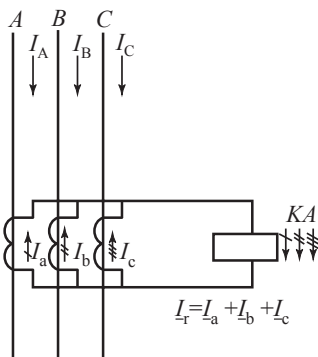 A B C
I_A I_B I_C
I_a I_b I_c KA
I_r=I_a+I_b+I_c